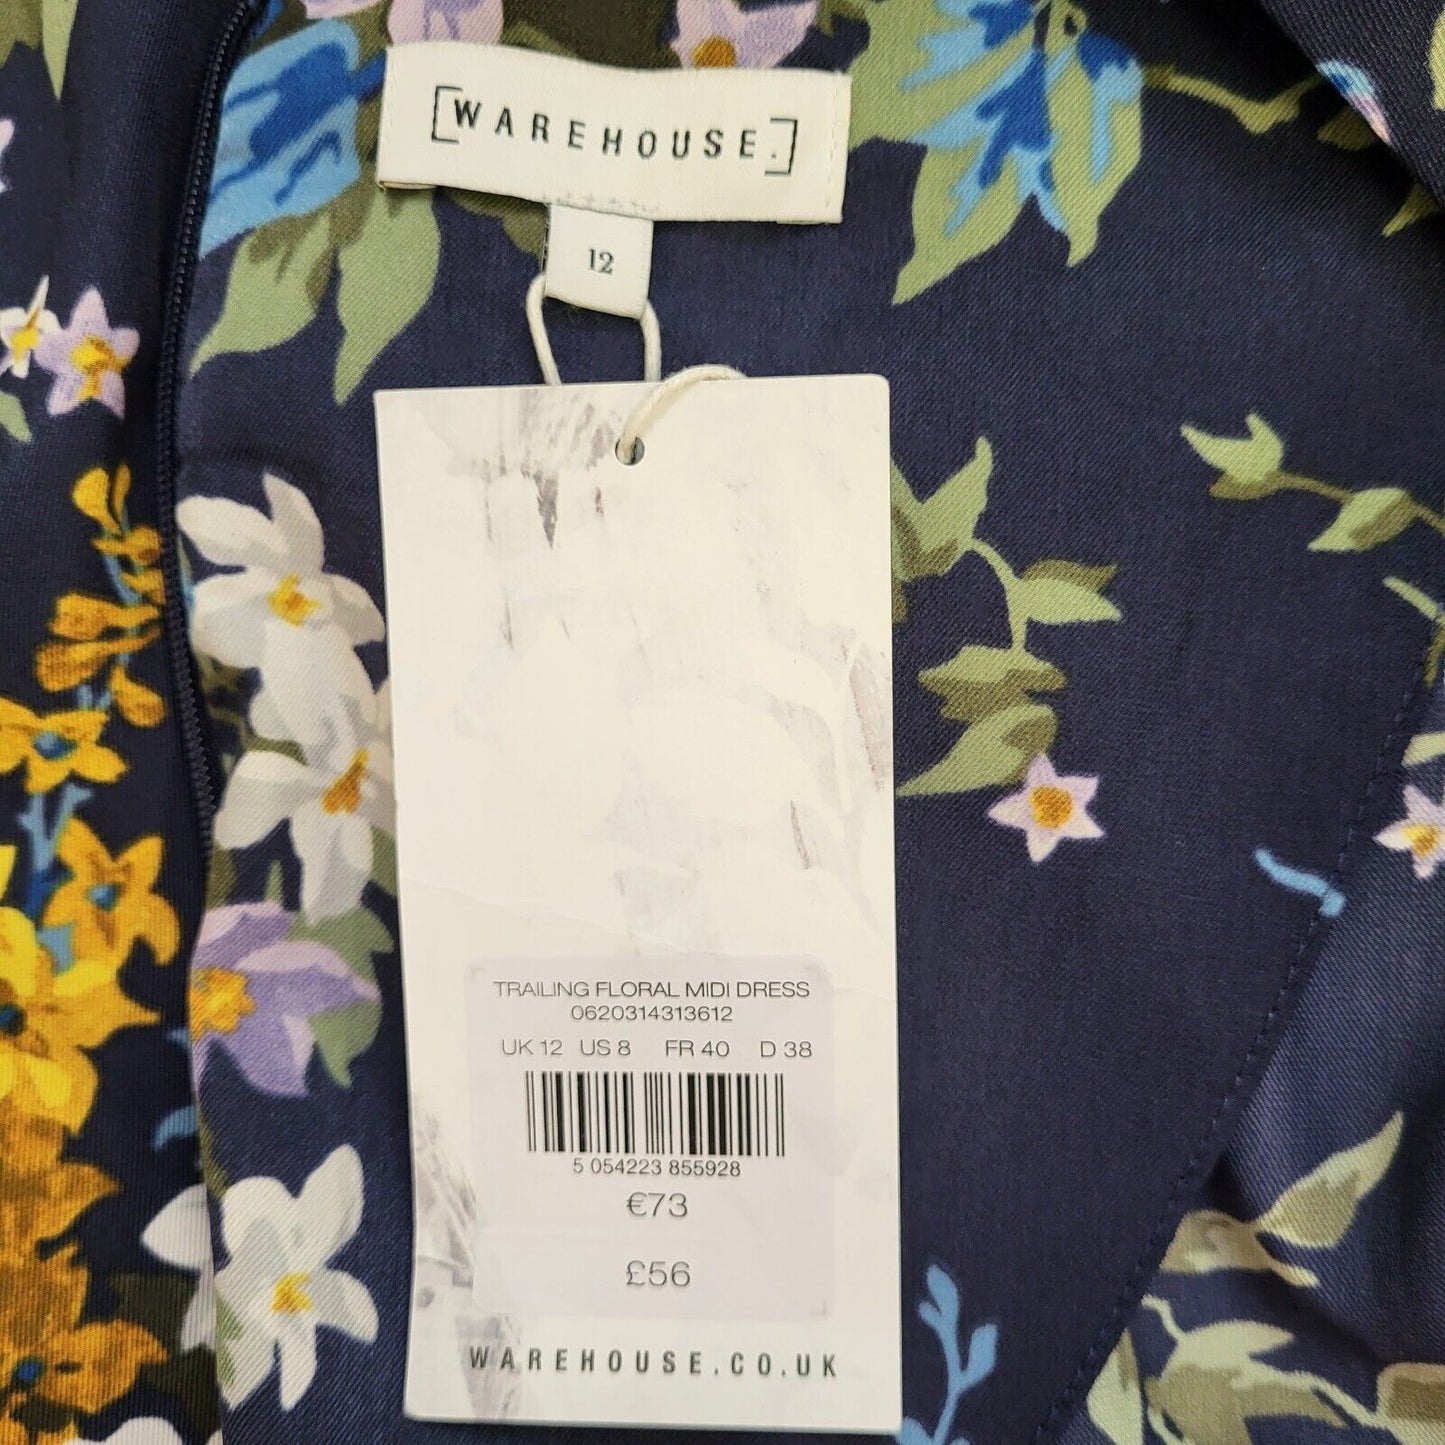 [WAREHOUSE.]
12
TRAILING FLORAL MIDI DRESS
0620314313612
UK 12 US 8 FR 40 D 38
5 054223 855928
€73
£56
WAREHOUSE.CO.UK